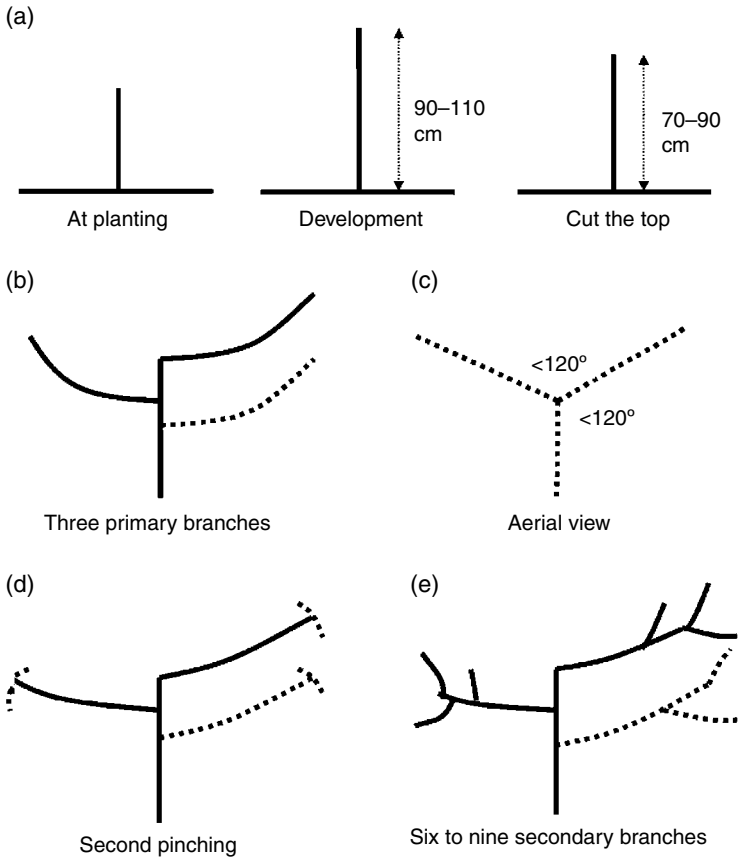 (a)
90–110
cm
70–90
cm
At planting
Development
Cut the top
(b)
(c)
<120º
<120º
Three primary branches
Aerial view
(d)
(e)
Second pinching
Six to nine secondary branches